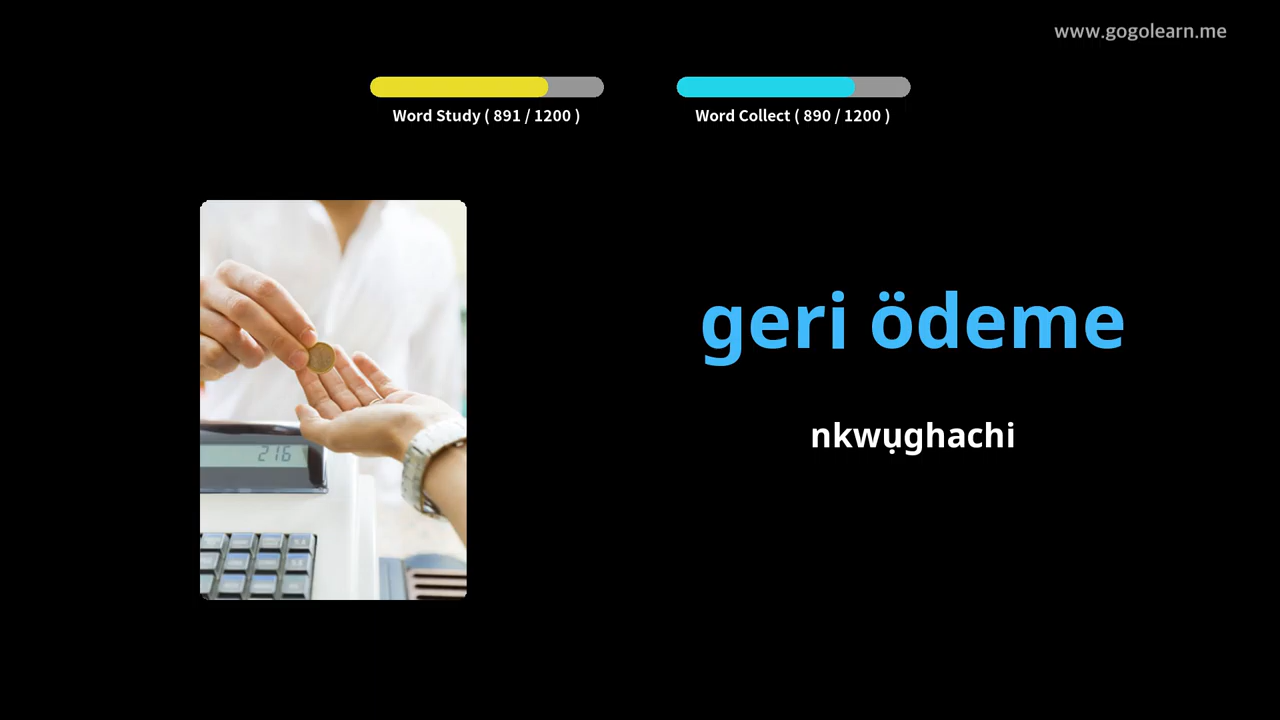 www.gogolearn.me
Word Study ( 891 / 1200 )
Word Collect ( 890 / 1200 )
216
geri ödeme
nkwụghachi